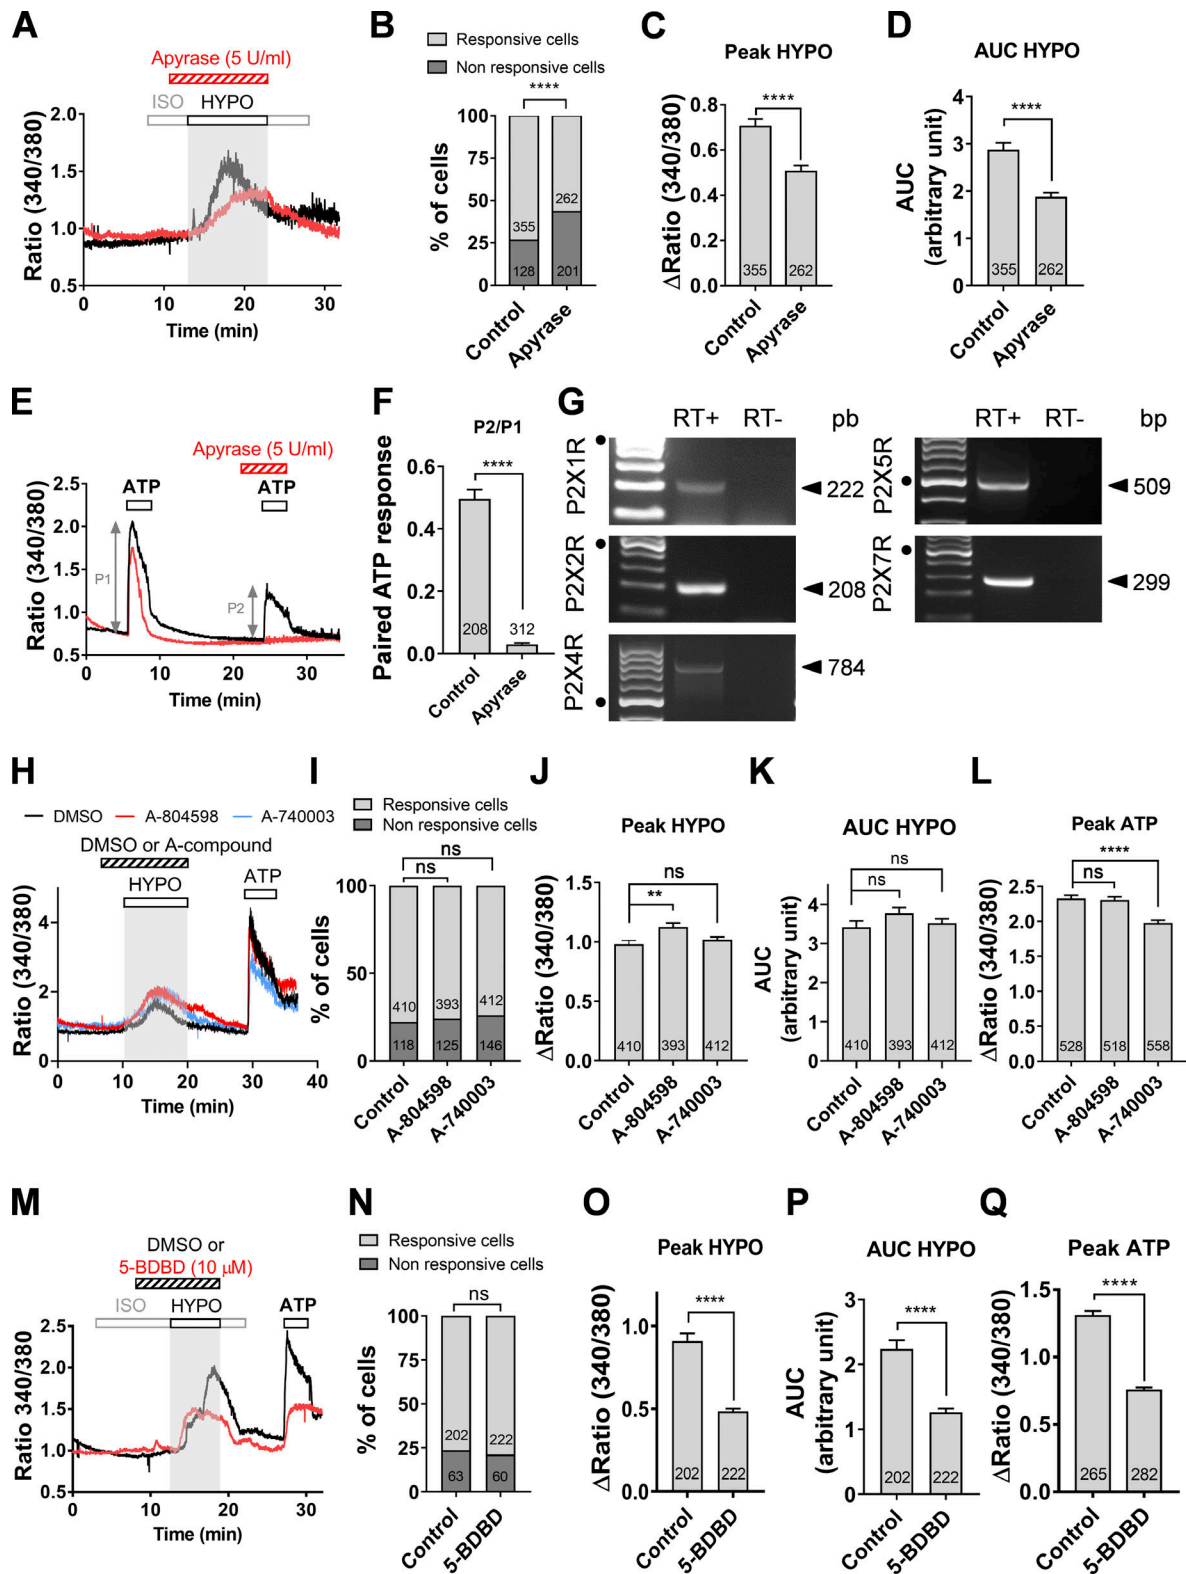 A
Apyrase (5 U/ml)
ISO
HYPO
Ratio (340/380)
2.0
1.5
1.0
0.5
0
10
20
30
Time (min)
B
Responsive cells
Non responsive cells
****
% of cells
100
75
50
25
0
355
128
262
201
Control
Apyrase
C
Peak HYPO
****
ΔRatio (340/380)
0.8
0.6
0.4
0.2
0.0
355
262
Control
Apyrase
D
AUC HYPO
****
AUC
(arbitrary unit)
4
3
2
1
0
355
262
Control
Apyrase
E
Apyrase (5 U/ml)
ATP
ATP
P1
P2
Ratio (340/380)
2.5
2.0
1.5
1.0
0.5
0
10
20
30
Time (min)
F
P2/P1
****
Paired ATP response
0.6
0.4
0.2
0.0
208
312
Control
Apyrase
G
RT+ RT- pb
P2X1R
222
P2X2R
208
P2X4R
784
RT+ RT- bp
P2X5R
509
P2X7R
299
H
DMSO A-804598 A-740003
DMSO or A-compound
HYPO
ATP
Ratio (340/380)
4
2
0
0
10
20
30
40
Time (min)
I
Responsive cells
Non responsive cells
ns
ns
% of cells
100
50
0
410
393
412
118
125
146
Control
A-804598
A-740003
J
Peak HYPO
ns
**
ΔRatio (340/380)
1.5
1.0
0.5
0.0
410
393
412
Control
A-804598
A-740003
K
AUC HYPO
ns
ns
AUC
(arbitrary unit)
4
3
2
1
0
410
393
412
Control
A-804598
A-740003
L
Peak ATP
****
ns
ΔRatio (340/380)
2.5
2.0
1.5
1.0
0.5
0.0
528
518
558
Control
A-804598
A-740003
M
DMSO or
5-BDBD (10 µM)
ISO
HYPO
ATP
Ratio 340/380
2.5
2.0
1.5
1.0
0.5
0
10
20
30
Time (min)
N
Responsive cells
Non responsive cells
ns
% of cells
100
75
50
25
0
202
222
63
60
Control
5-BDBD
O
Peak HYPO
****
ΔRatio (340/380)
1.0
0.5
0.0
202
222
Control
5-BDBD
P
AUC HYPO
****
AUC
(arbitrary unit)
3
2
1
0
202
222
Control
5-BDBD
Q
Peak ATP
****
ΔRatio (340/380)
1.5
1.0
0.5
0.0
265
282
Control
5-BDBD